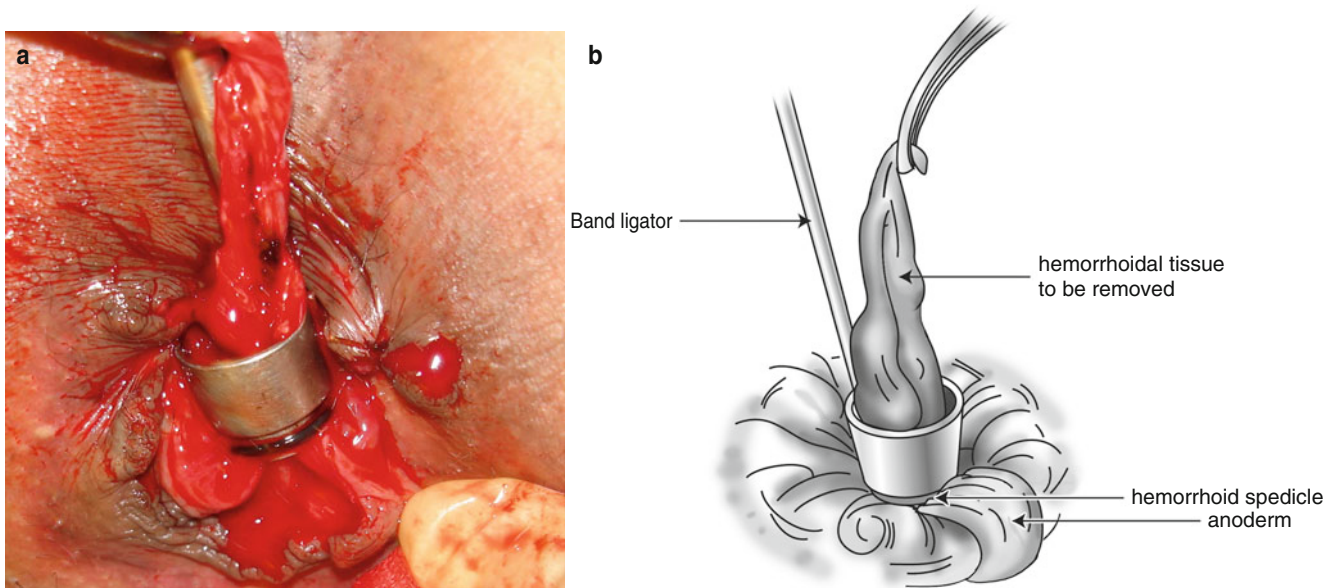 a
b
Band ligator
hemorrhoidal tissue
to be removed
hemorrhoid spedicle
anoderm